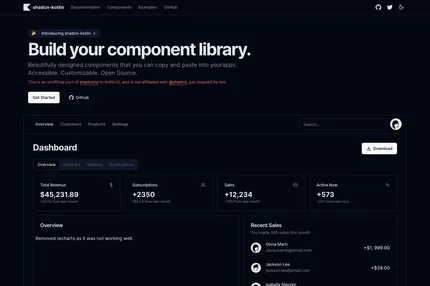 shadcn-kotlin Documentation Components Examples GitHub
🎉 Introducing shadcn-kotlin
Build your component library.
Beautifully designed components that you can copy and paste into yourapps.
Accessible. Customizable. Open Source.
This is an unofficial port of shadcn/ui to KotlinJS, and is not affiliated with @shadcn, just inspired by him.
Get Started GitHub
Overview Customers Products Settings Search...
Dashboard Download
Overview Analytics Reports Notifications
Total Revenue $
$45,231.89
+20.1% from last month
Subscriptions
+2350
+180.1% from last month
Sales
+12,234
+19% from last month
Active Now
+573
+201 since last hour
Overview
Removed recharts as it was not working well.
Recent Sales
You made 265 sales this month
Olivia Martin
olivia.martin@email.com
+$1,999.00
Jackson Lee
jackson.lee@email.com
+$39.00
Isabella Nguyen